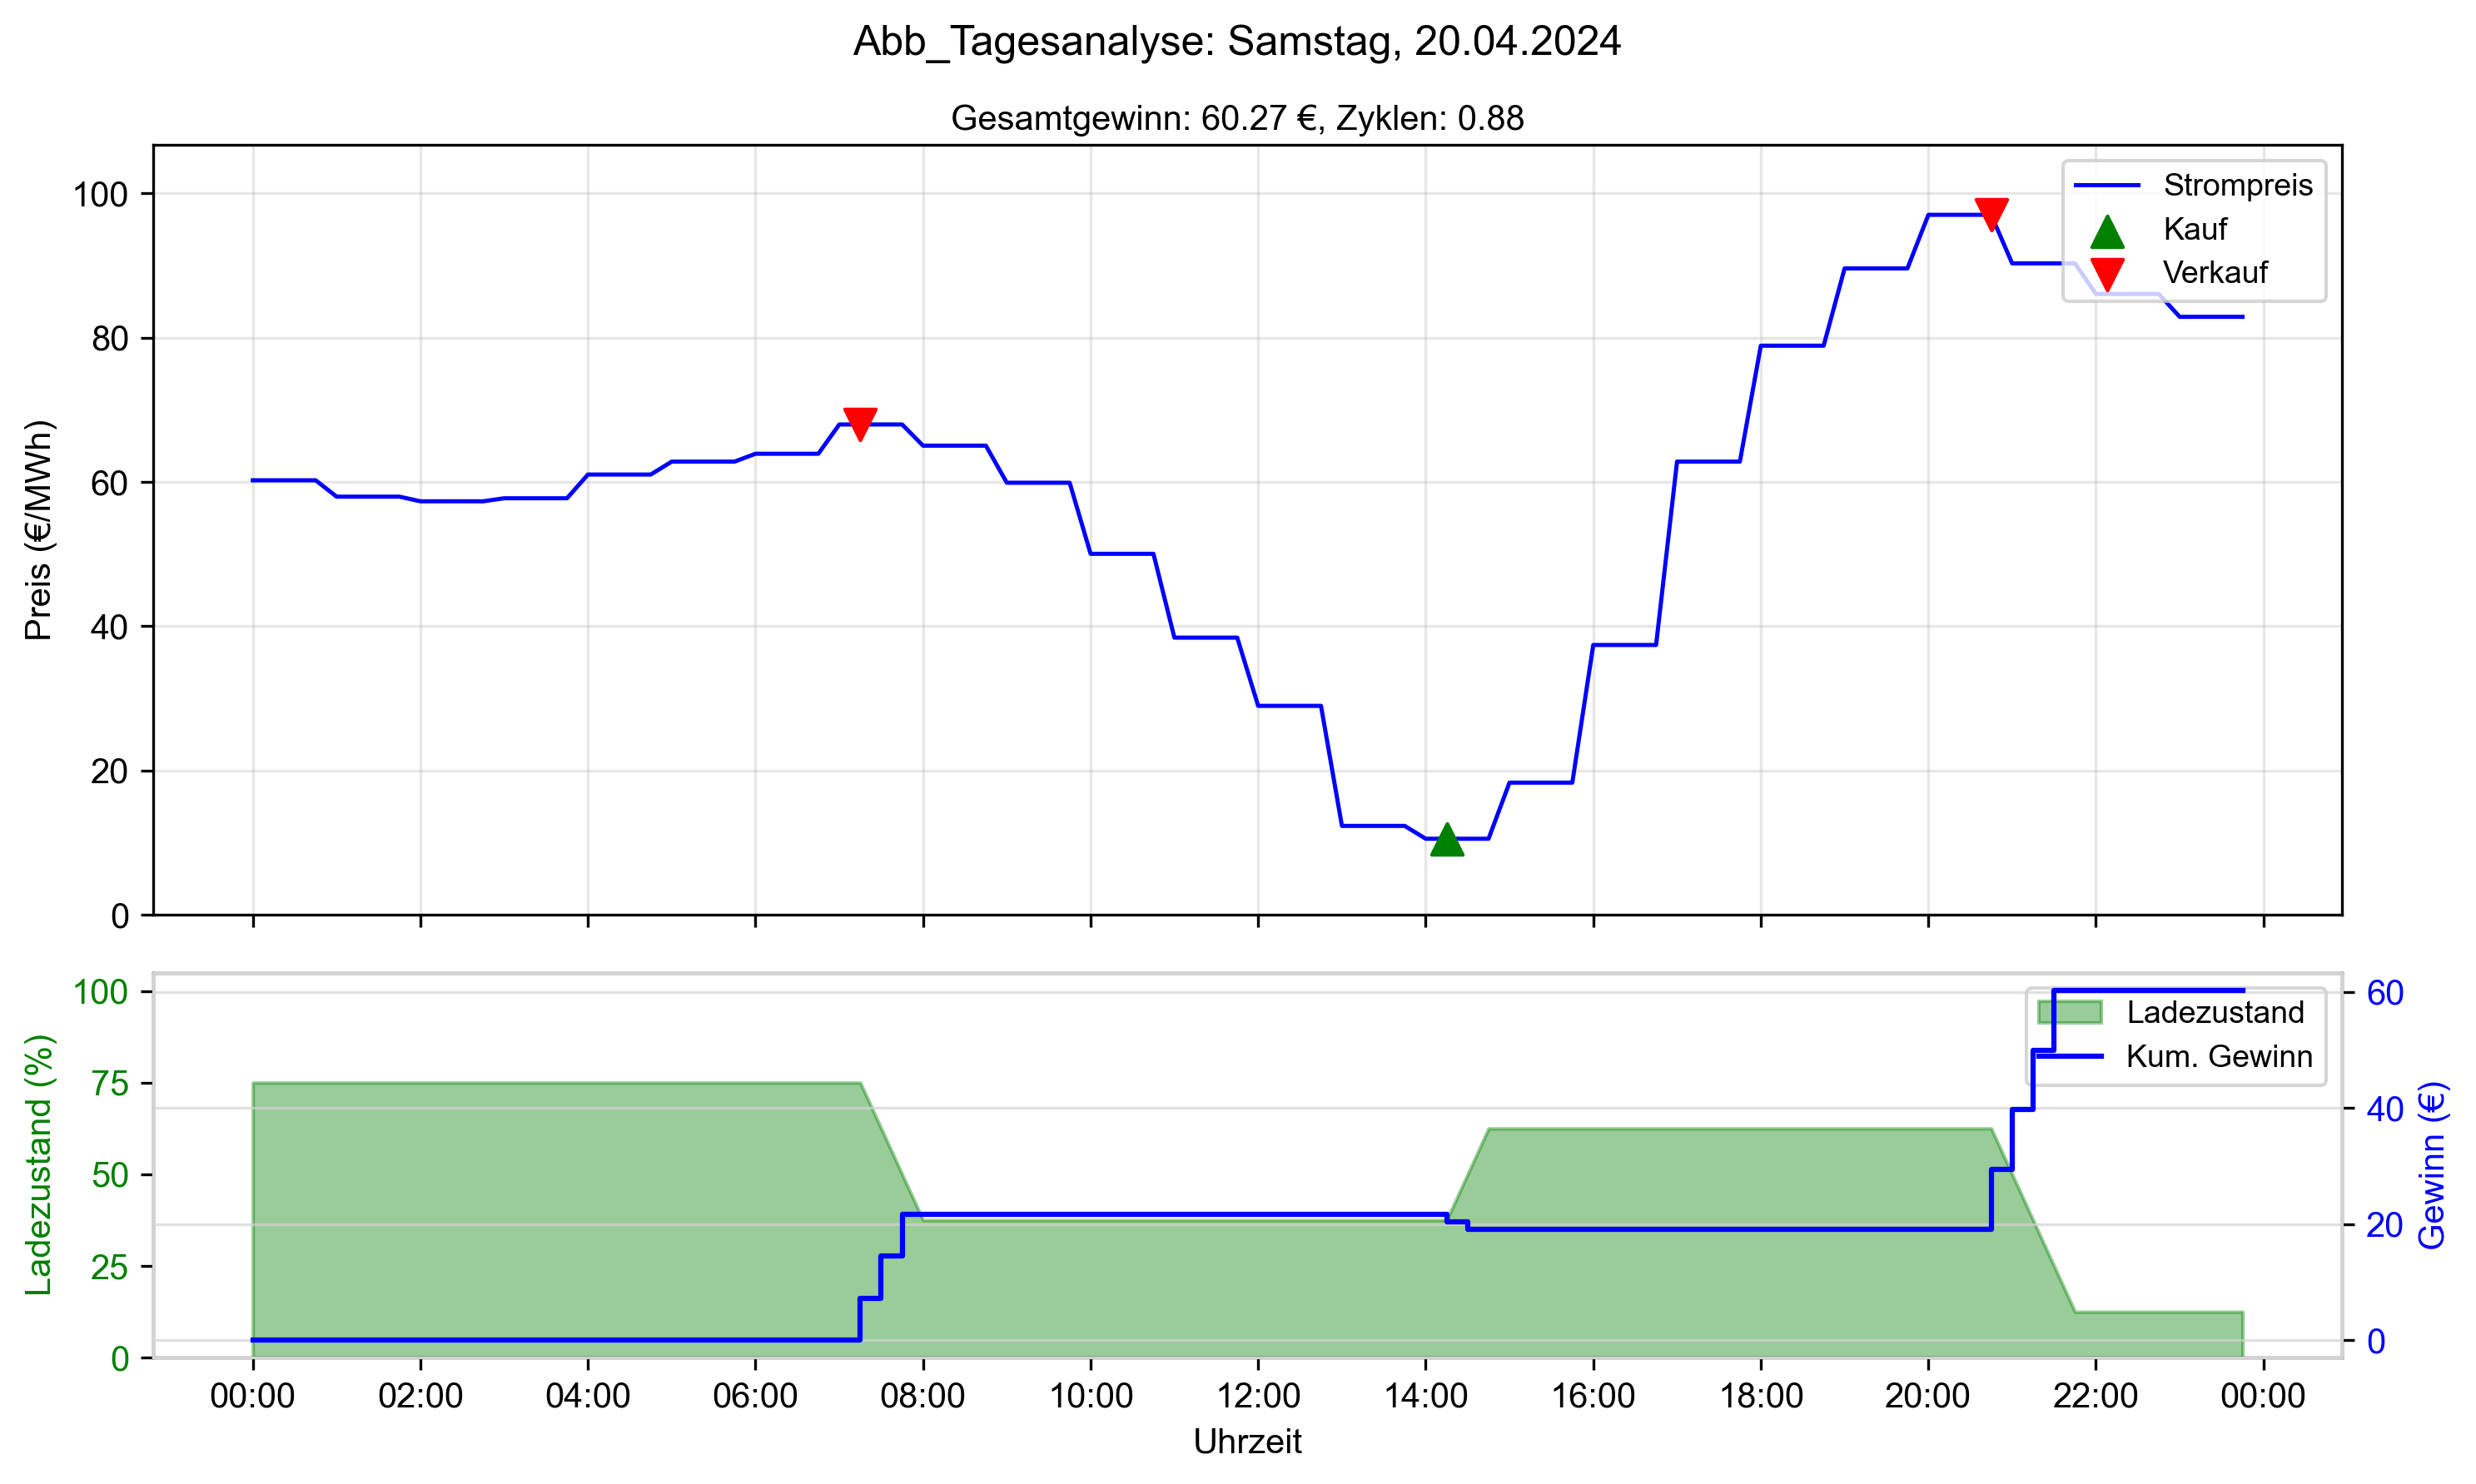 Abb_Tagesanalyse: Samstag, 20.04.2024
Gesamtgewinn: 60.27 €, Zyklen: 0.88
Preis (€/MWh)
100
80
60
40
20
0
Strompreis
Kauf
Verkauf
Ladezustand (%)
100
75
50
25
0
Ladezustand
Kum. Gewinn
60
40
20
0
Gewinn (€)
00:00 02:00 04:00 06:00 08:00 10:00 12:00 14:00 16:00 18:00 20:00 22:00 00:00
Uhrzeit